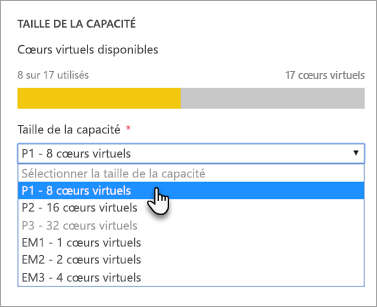 TAILLE DE LA CAPACITÉ
Cœurs virtuels disponibles
8 sur 17 utilisés 17 cœurs virtuels
Taille de la capacité *
P1 - 8 cœurs virtuels
Sélectionner la taille de la capacité
P1 - 8 cœurs virtuels
P2 - 16 cœurs virtuels
P3 - 32 cœurs virtuels
EM1 - 1 cœurs virtuels
EM2 - 2 cœurs virtuels
EM3 - 4 cœurs virtuels